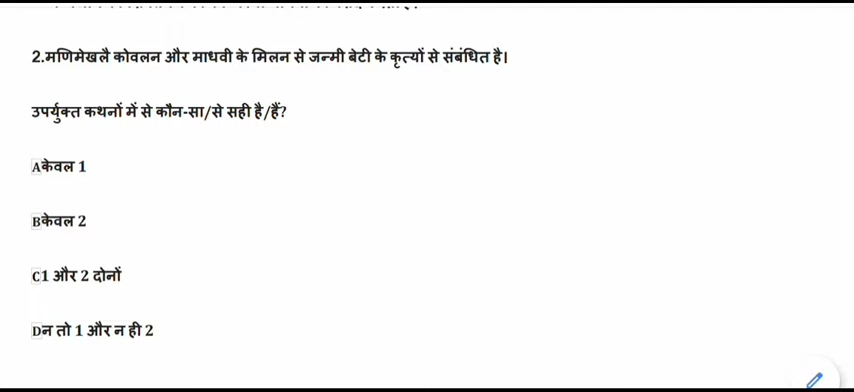 2.मणिमेखलै कोवलन और माधवी के मिलन से जन्मी बेटी के कृत्यों से संबंधित है।
उपर्युक्त कथनों में से कौन-सा/से सही है/हैं?
Aकेवल 1
Bकेवल 2
C1 और 2 दोनों
Dन तो 1 और न ही 2